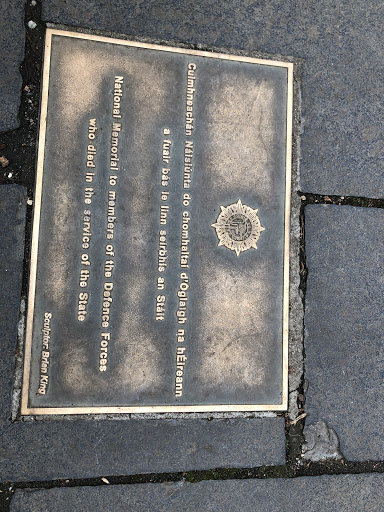 Cuimhneachán Náisiúnta do chomhaltaí d'Óglaigh na hÉireann
a fuair bás le linn seirbhís an Stáit
National Memorial to members of the Defence Forces
who died in the service of the State
Sculptor: Brian King